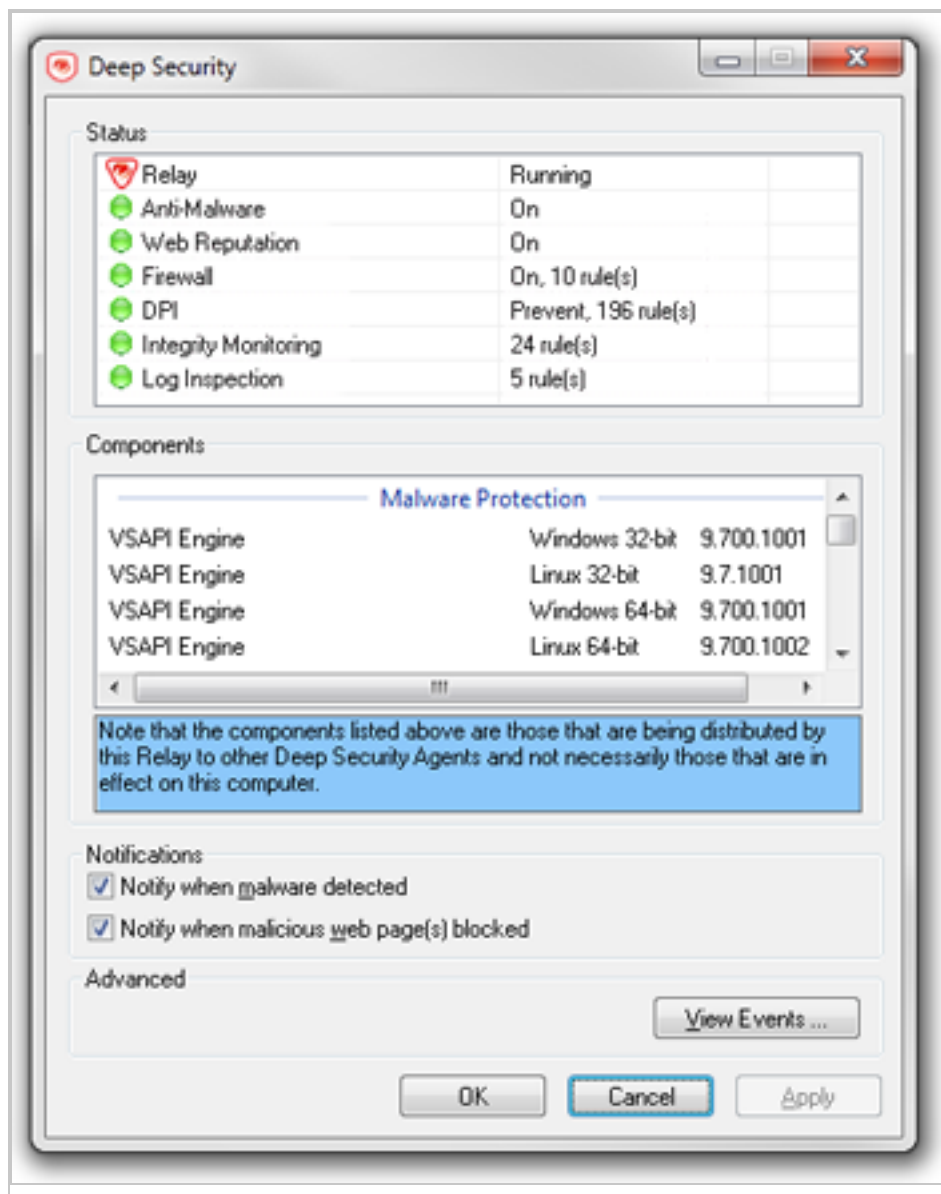 Deep Security
Status
Relay Running
Anti-Malware On
Web Reputation On
Firewall On, 10 rule(s)
DPI Prevent, 196 rule(s)
Integrity Monitoring 24 rule(s)
Log Inspection 5 rule(s)
Components
Malware Protection
VSAPI Engine Windows 32-bit 9.700.1001
VSAPI Engine Linux 32-bit 9.7.1001
VSAPI Engine Windows 64-bit 9.700.1001
VSAPI Engine Linux 64-bit 9.700.1002
Note that the components listed above are those that are being distributed by
this Relay to other Deep Security Agents and not necessarily those that are in
effect on this computer.
Notifications
Notify when malware detected
Notify when malicious web page(s) blocked
Advanced
View Events ...
OK Cancel Apply